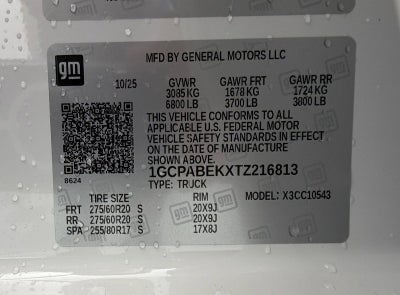 gm
MFD BY GENERAL MOTORS LLC
10/25 GVWR GAWR FRT GAWR RR
3085 KG 1678 KG 1724 KG
6800 LB 3700 LB 3800 LB
THIS VEHICLE CONFORMS TO ALL
APPLICABLE U.S. FEDERAL MOTOR
VEHICLE SAFETY STANDARDS IN EFFECT
ON THE DATE OF MANUFACTURE
SHOWN ABOVE.
1GCPABEKXTZ216813
8624
TYPE: TRUCK MODEL: X3CC10543
TIRE SIZE RIM
FRT 275/60R20 S 20X9J
RR 275/60R20 S 20X9J
SPA 255/80R17 S 17X8J